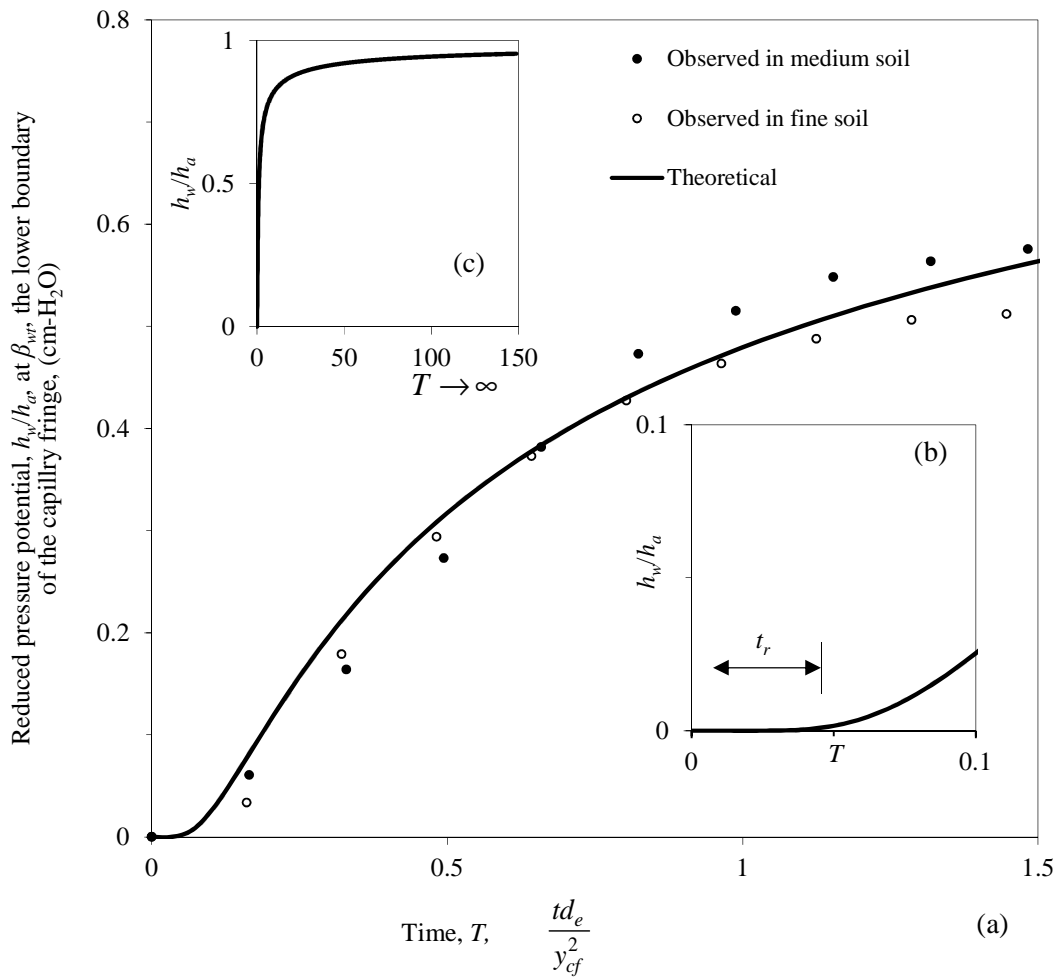 0.8
0.6
0.4
0.2
0
0
0.5
1
1.5
Reduced pressure potential, h_w/h_a, at β_wt, the lower boundary
of the capillry fringe, (cm-H₂O)
Time, T, td_e
y²_cf
(a)
Observed in medium soil
Observed in fine soil
Theoretical
1
0.5
0
h_w/h_a
(c)
0 50 100 150
T → ∞
0.1
(b)
h_w/h_a
t_r
0
0 T 0.1